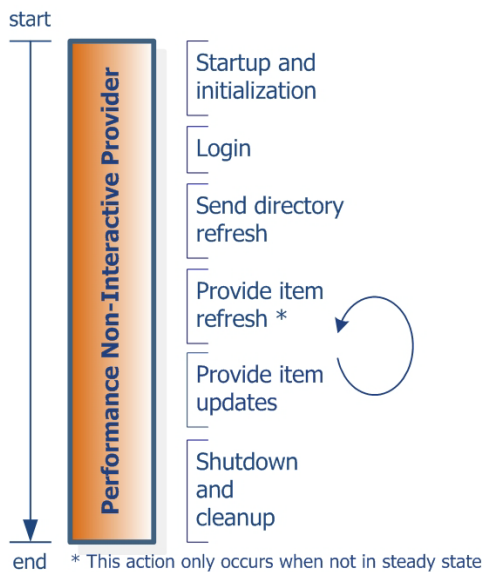 start
Performance Non-Interactive Provider
Startup and
initialization
Login
Send directory
refresh
Provide item
refresh *
Provide item
updates
Shutdown
and
cleanup
end
* This action only occurs when not in steady state